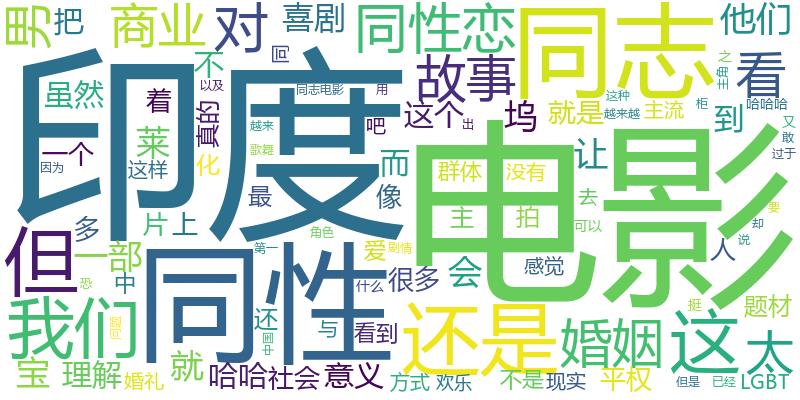 男
把
商业
对
喜剧
同性恋
同志
他们
印度
不
同
故事
看
虽然
着
真的
以及
同志电影
用
这个
坞
就是
这种
越来越
主流
柜
到
主角
之
哈哈哈
又
敢
过于
一个
因为
莱
这样
化
越来
歌舞
吧
出
而
电影
让
群体
没有
多
片
上
最
像
主
拍
去
可以
要
却
说
人
但
一部
中
恐
同性
第一
角色
爱
剧情
什么
很多
会
感觉
题材
挺
我们
还
中国
与
看到
还是
婚姻
这
太
宝
理解
婚礼
就
哈哈
社会
意义
方式
欢乐
不是
现实
平权
但是
已经
LGBT